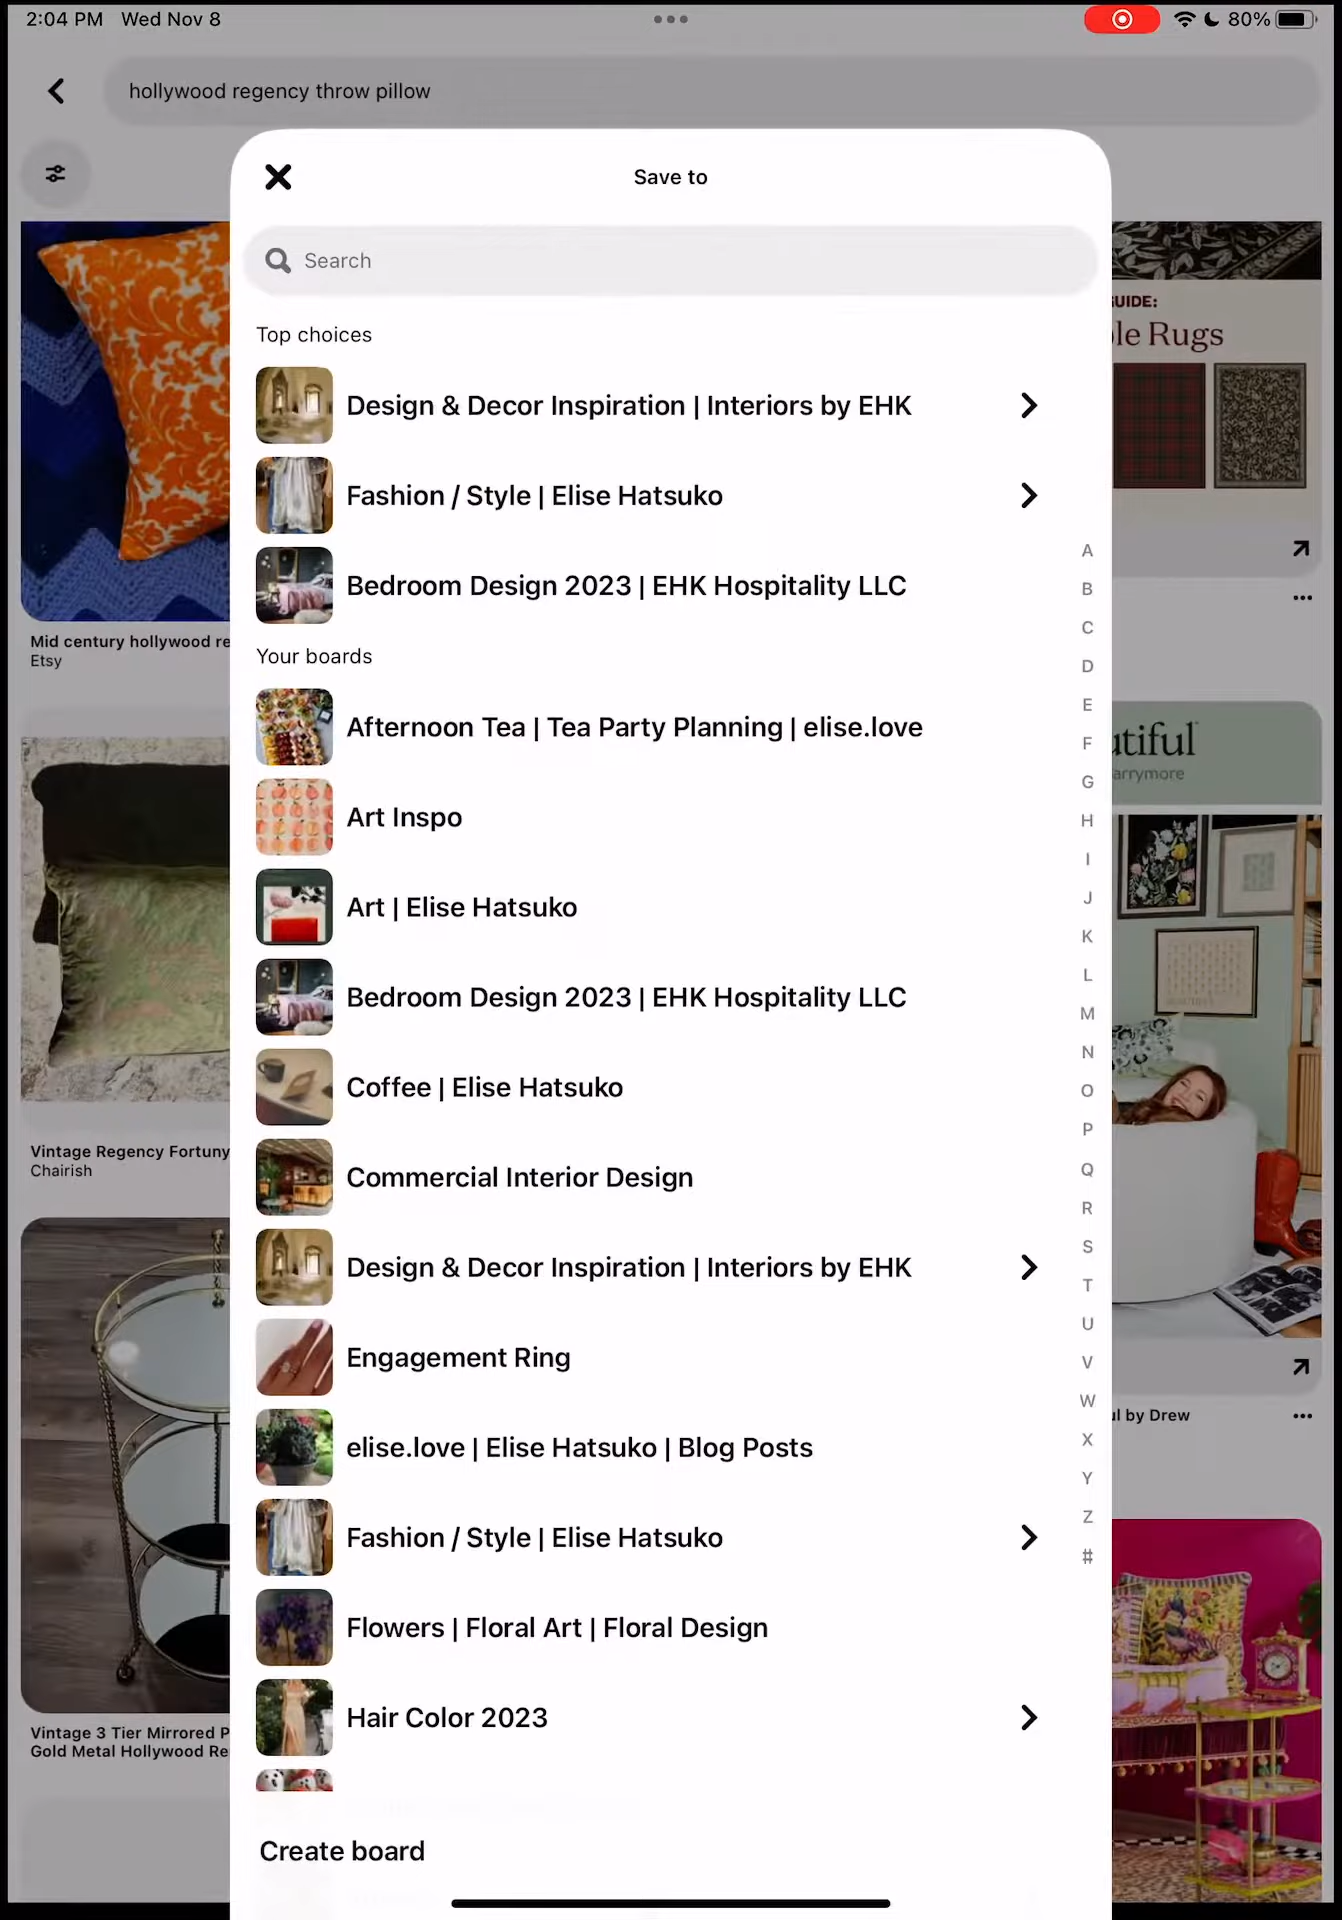 2:04 PM Wed Nov 8
80%
hollywood regency throw pillow
Save to
Search
Top choices
Design & Decor Inspiration | Interiors by EHK
Fashion / Style | Elise Hatsuko
Bedroom Design 2023 | EHK Hospitality LLC
Your boards
Afternoon Tea | Tea Party Planning | elise.love
Art Inspo
Art | Elise Hatsuko
Bedroom Design 2023 | EHK Hospitality LLC
Coffee | Elise Hatsuko
Commercial Interior Design
Design & Decor Inspiration | Interiors by EHK
Engagement Ring
elise.love | Elise Hatsuko | Blog Posts
Fashion / Style | Elise Hatsuko
Flowers | Floral Art | Floral Design
Hair Color 2023
Create board
A
B
C
D
E
F
G
H
I
J
K
L
M
N
O
P
Q
R
S
T
U
V
W
X
Y
Z
#
Mid century hollywood re
Etsy
Vintage Regency Fortuny
Chairish
Vintage 3 Tier Mirrored P
Gold Metal Hollywood Re
UIDE:
le Rugs
utiful
arrymore
ul by Drew